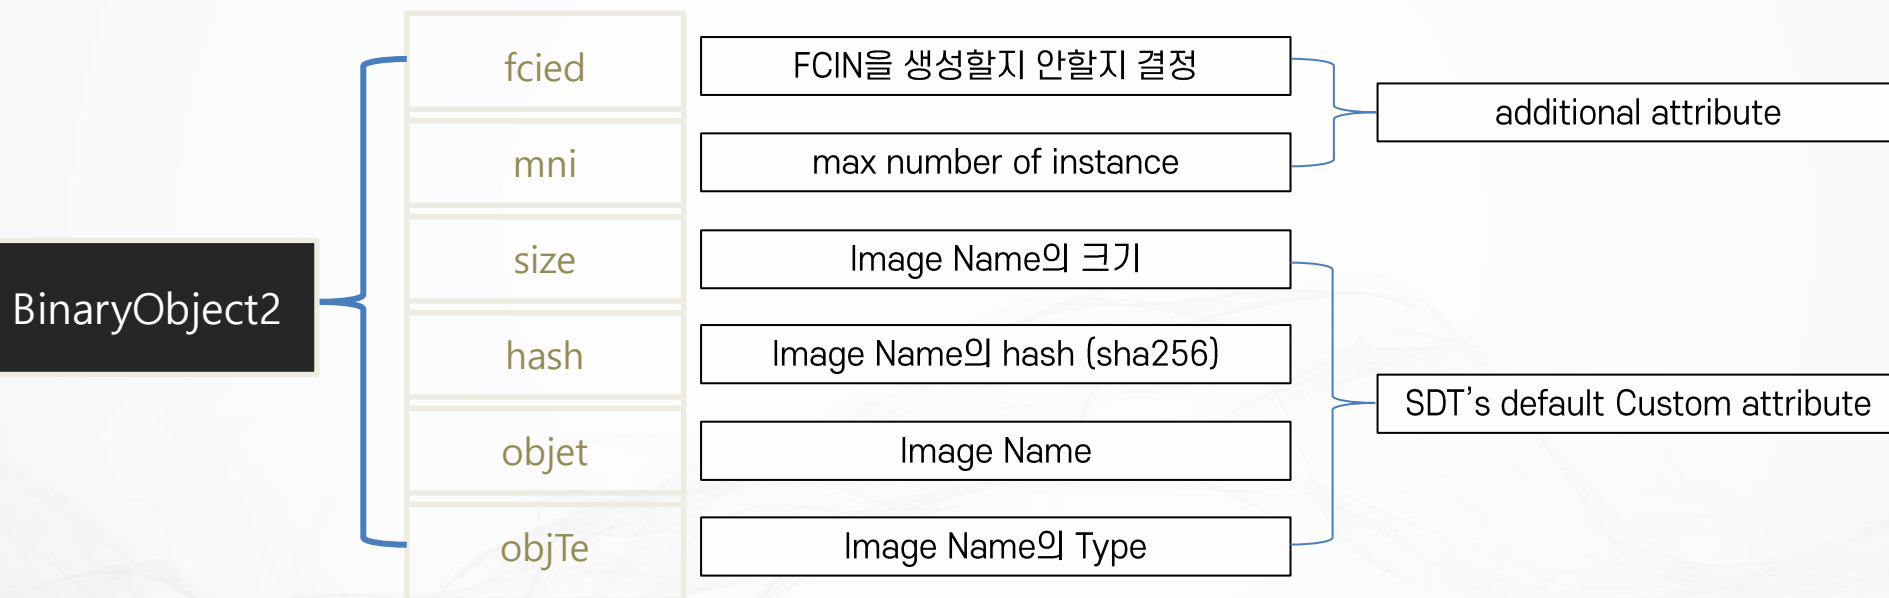 BinaryObject2
fcied
FCIN을 생성할지 안할지 결정
mni
max number of instance
additional attribute
size
Image Name의 크기
hash
Image Name의 hash (sha256)
objet
Image Name
objTe
Image Name의 Type
SDT's default Custom attribute